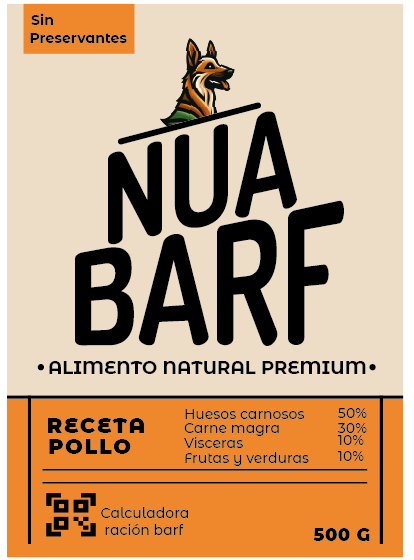 Sin
Preservantes
NUA
BARF
•ALIMENTO NATURAL PREMIUM•
RECETA
POLLO
Huesos carnosos 50%
Carne magra 30%
Visceras 10%
Frutas y verduras 10%
Calculadora
ración barf
500 G